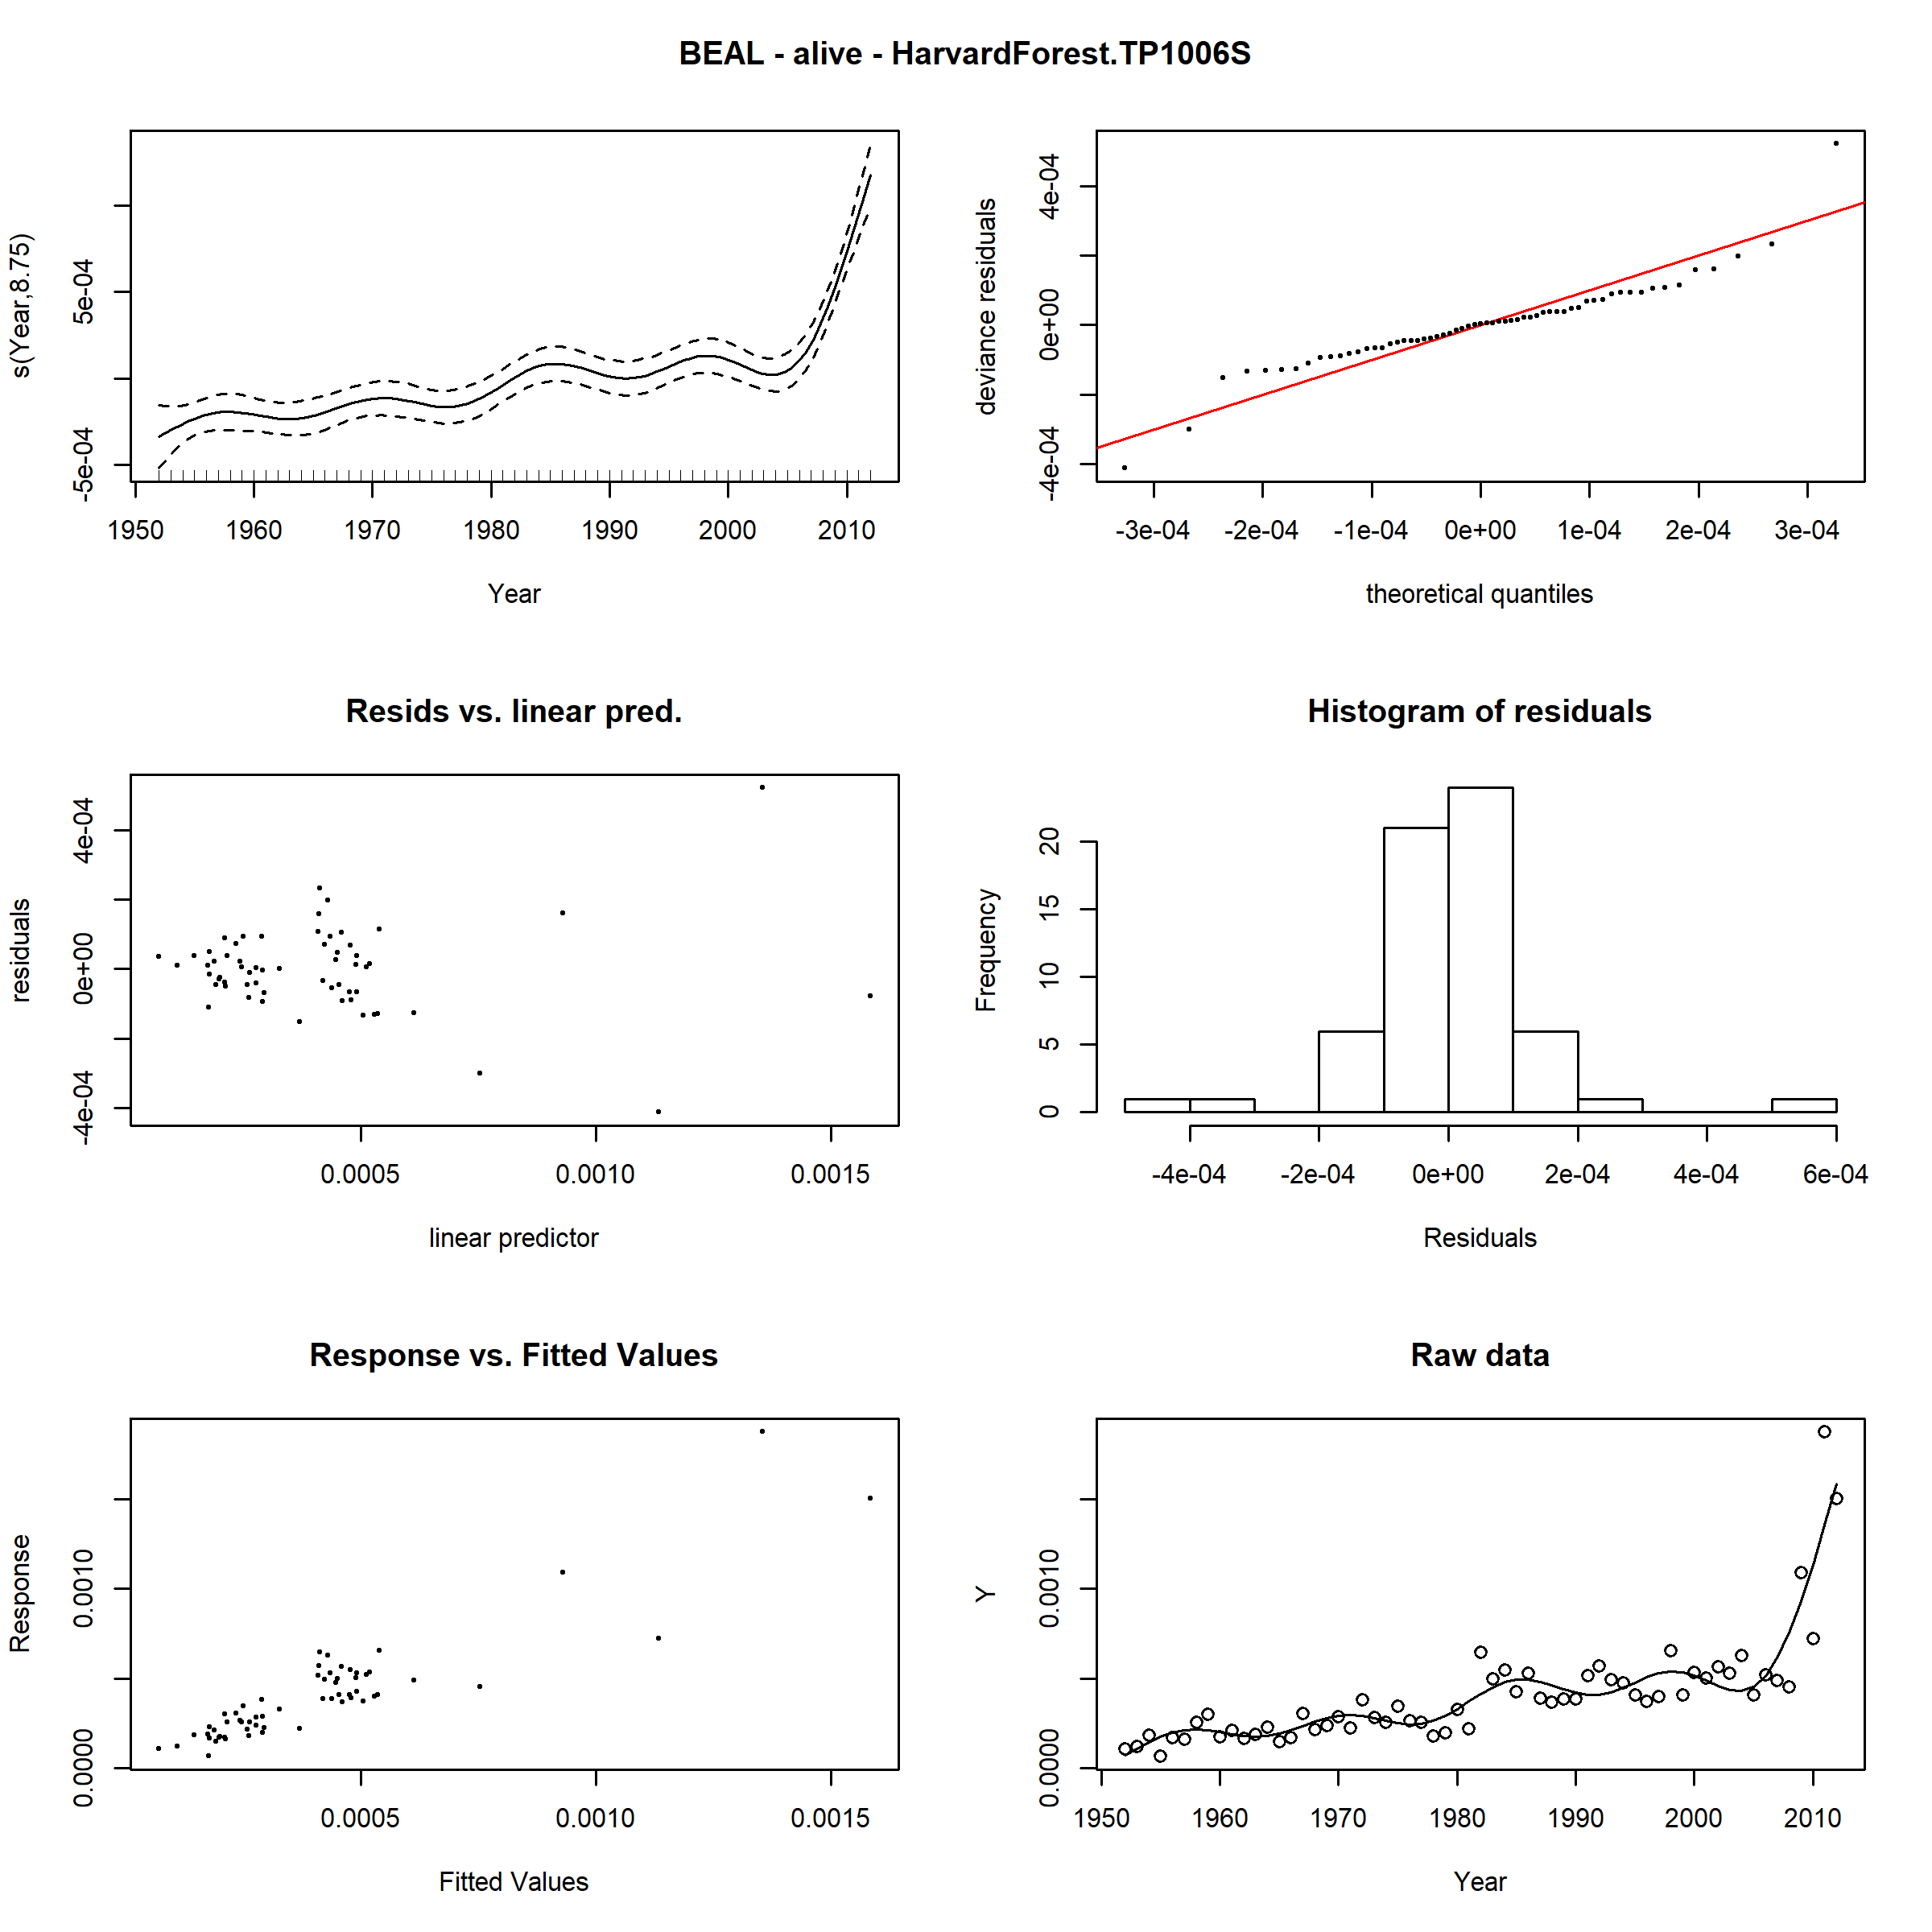 BEAL - alive - HarvardForest.TP1006S
s(Year,8.75)
5e-04
-5e-04
1950 1960 1970 1980 1990 2000 2010
Year
deviance residuals
4e-04
0e+00
-4e-04
-3e-04 -2e-04 -1e-04 0e+00 1e-04 2e-04 3e-04
theoretical quantiles
Resids vs. linear pred.
residuals
4e-04
0e+00
-4e-04
0.0005 0.0010 0.0015
linear predictor
Histogram of residuals
Frequency
20
15
10
5
0
-4e-04 -2e-04 0e+00 2e-04 4e-04 6e-04
Residuals
Response vs. Fitted Values
Response
0.0010
0.0000
0.0005 0.0010 0.0015
Fitted Values
Raw data
Y
0.0010
0.0000
1950 1960 1970 1980 1990 2000 2010
Year